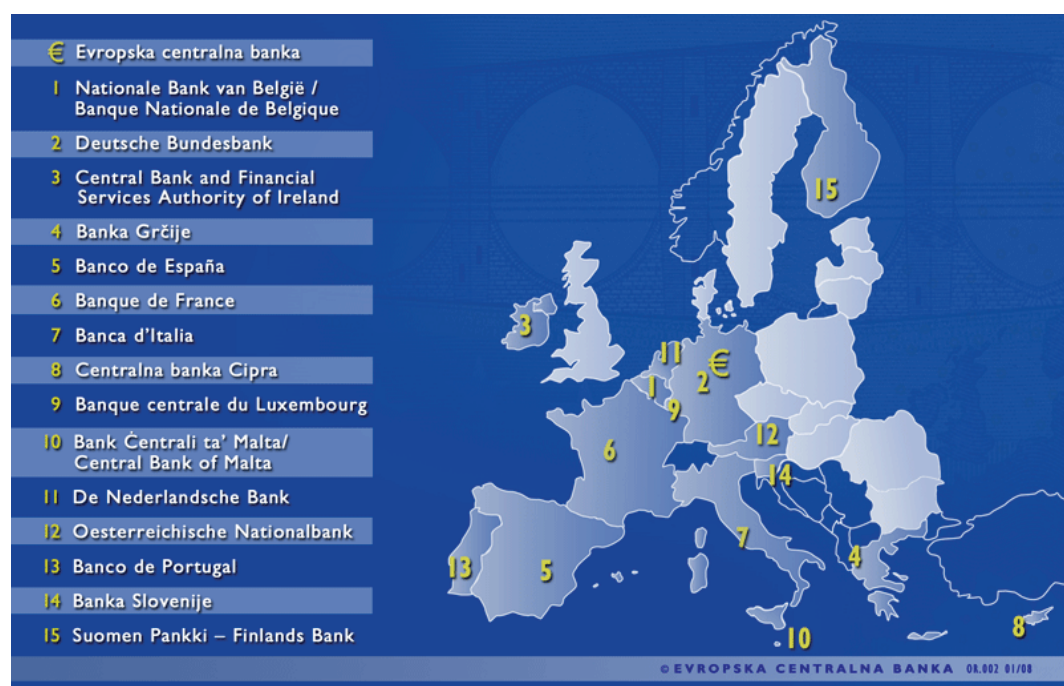 € Evropska centralna banka
1 Nationale Bank van België /
Banque Nationale de Belgique
2 Deutsche Bundesbank
3 Central Bank and Financial
Services Authority of Ireland
4 Banka Grčije
5 Banco de España
6 Banque de France
7 Banca d'Italia
8 Centralna banka Cipra
9 Banque centrale du Luxembourg
10 Bank Ċentrali ta' Malta/
Central Bank of Malta
11 De Nederlandsche Bank
12 Oesterreichische Nationalbank
13 Banco de Portugal
14 Banka Slovenije
15 Suomen Pankki – Finlands Bank
15
3
11
€
2
1
9
12
6
14
7
4
13
5
8
10
© EVROPSKA CENTRALNA BANKA OR.002 01/08